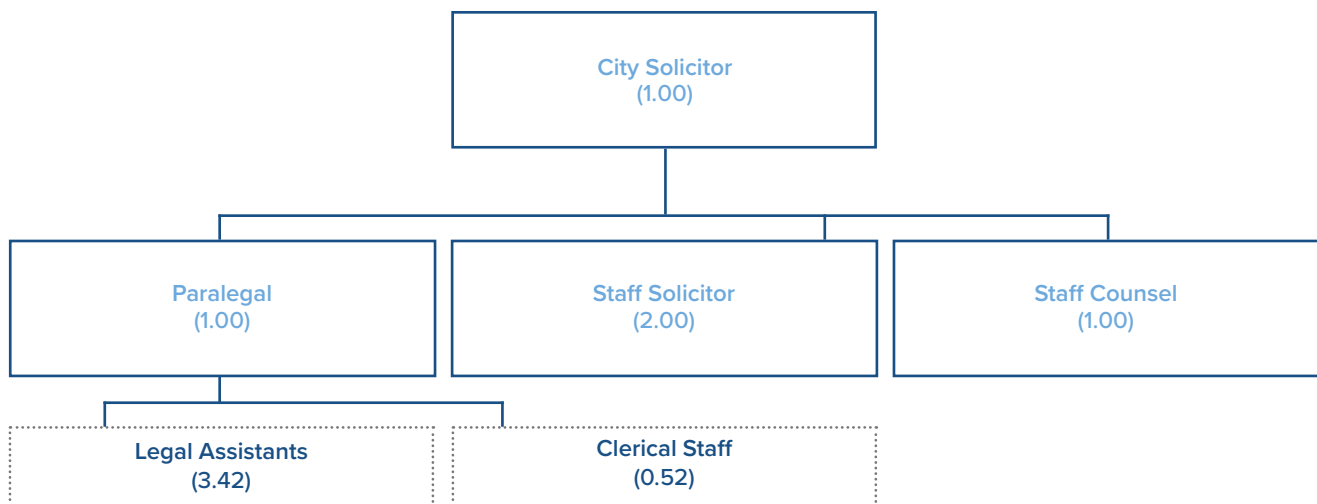 City Solicitor
(1.00)
Paralegal
(1.00)
Staff Solicitor
(2.00)
Staff Counsel
(1.00)
Legal Assistants
(3.42)
Clerical Staff
(0.52)